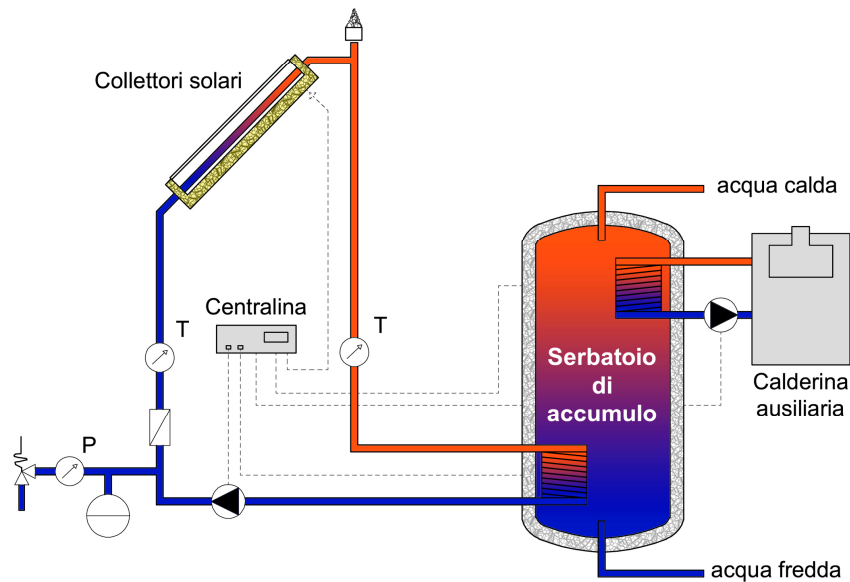 Collettori solari
acqua calda
Centralina
T
T
Serbatoio
di
accumulo
Calderina
ausiliaria
P
acqua fredda